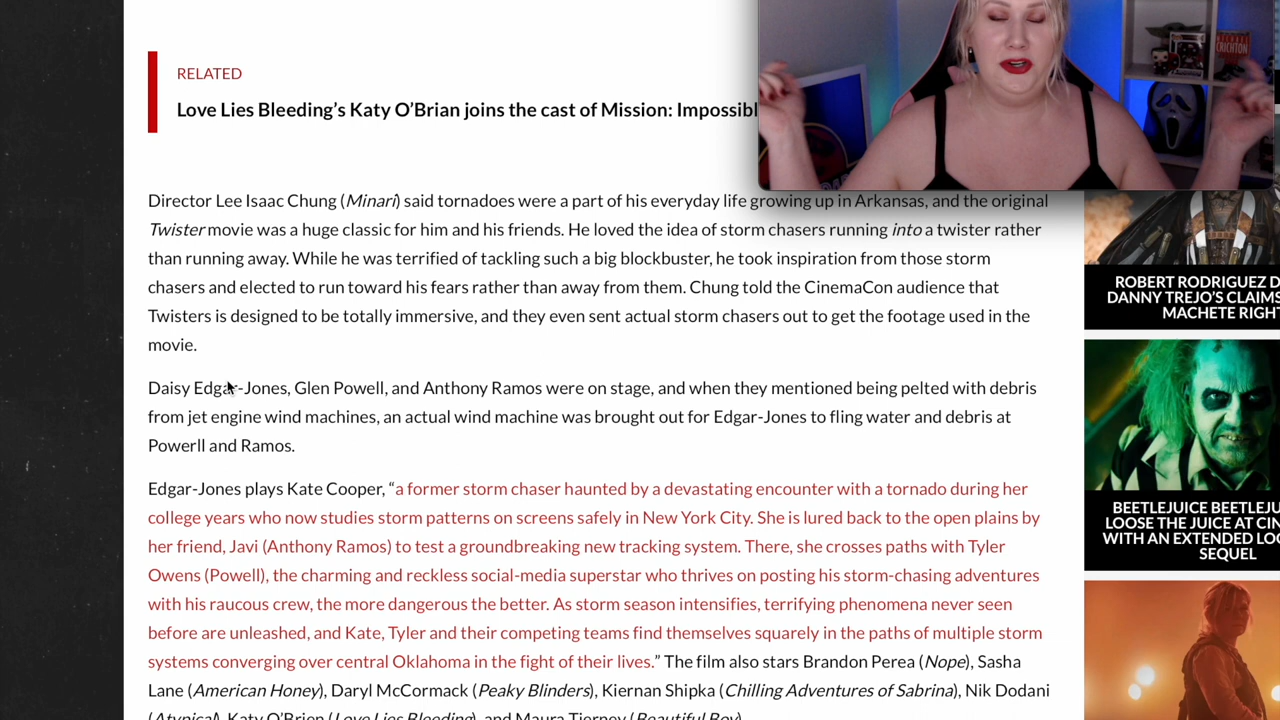 RELATED
Love Lies Bleeding’s Katy O’Brian joins the cast of Mission:
Director Lee Isaac Chung (Minari) said tornadoes were a part of his everyday life growing up in Arkansas, and the original
Twister movie was a huge classic for him and his friends. He loved the idea of storm chasers running into a twister rather
than running away. While he was terrified of tackling such a big blockbuster, he took inspiration from those storm
chasers and elected to run toward his fears rather than away from them. Chung told the CinemaCon audience that
Twisters is designed to be totally immersive, and they even sent actual storm chasers out to get the footage used in the
movie.
Daisy Edgar-Jones, Glen Powell, and Anthony Ramos were on stage, and when they mentioned being pelted with debris
from jet engine wind machines, an actual wind machine was brought out for Edgar-Jones to fling water and debris at
Powerll and Ramos.
Edgar-Jones plays Kate Cooper, “a former storm chaser haunted by a devastating encounter with a tornado during her
college years who now studies storm patterns on screens safely in New York City. She is lured back to the open plains by
her friend, Javi (Anthony Ramos) to test a groundbreaking new tracking system. There, she crosses paths with Tyler
Owens (Powell), the charming and reckless social-media superstar who thrives on posting his storm-chasing adventures
with his raucous crew, the more dangerous the better. As storm season intensifies, terrifying phenomena never seen
before are unleashed, and Kate, Tyler and their competing teams find themselves squarely in the paths of multiple storm
systems converging over central Oklahoma in the fight of their lives.” The film also stars Brandon Perea (Nope), Sasha
Lane (American Honey), Daryl McCormack (Peaky Blinders), Kiernan Shipka (Chilling Adventures of Sabrina), Nik Dodani
(Atypical), Katy O’Brien (Love Lies Bleeding), and Maura Tierney (Beautiful Boy).
CRICHTON
ROBERT RODRIGUEZ
DANNY TREJO’S CLAIMS
MACHETE
BEETLEJUICE
LOOSE THE JUICE AT
WITH AN EXTENDED
SEQUEL